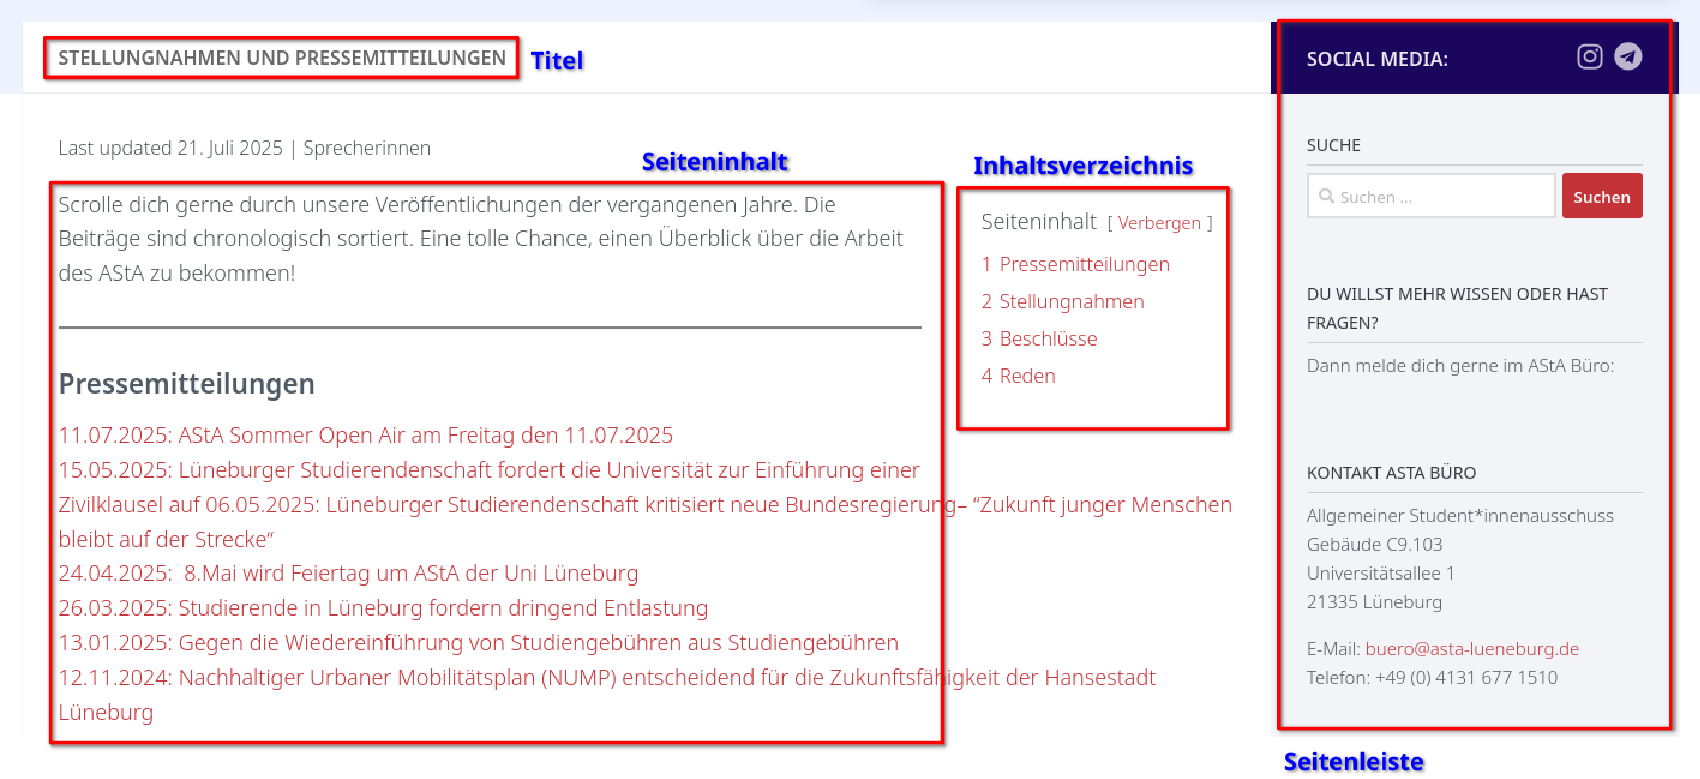 STELLUNGNAHMEN UND PRESSEMITTEILUNGEN
Titel
Last updated 21. Juli 2025 | Sprecherinnen
Seiteninhalt
Scrolle dich gerne durch unsere Veröffentlichungen der vergangenen Jahre. Die
Beiträge sind chronologisch sortiert. Eine tolle Chance, einen Überblick über die Arbeit
des AStA zu bekommen!
Pressemitteilungen
11.07.2025: AStA Sommer Open Air am Freitag den 11.07.2025
15.05.2025: Lüneburger Studierendenschaft fordert die Universität zur Einführung einer
Zivilklausel auf 06.05.2025: Lüneburger Studierendenschaft kritisiert neue Bundesregierung– “Zukunft junger Menschen
bleibt auf der Strecke”
24.04.2025:  8.Mai wird Feiertag um AStA der Uni Lüneburg
26.03.2025: Studierende in Lüneburg fordern dringend Entlastung
13.01.2025: Gegen die Wiedereinführung von Studiengebühren aus Studiengebühren
12.11.2024: Nachhaltiger Urbaner Mobilitätsplan (NUMP) entscheidend für die Zukunftsfähigkeit der Hansestadt
Lüneburg
Inhaltsverzeichnis
Seiteninhalt [ Verbergen ]
1 Pressemitteilungen
2 Stellungnahmen
3 Beschlüsse
4 Reden
SOCIAL MEDIA:
SUCHE
Suchen ...
Suchen
DU WILLST MEHR WISSEN ODER HAST
FRAGEN?
Dann melde dich gerne im AStA Büro:
KONTAKT ASTA BÜRO
Allgemeiner Student*innenausschuss
Gebäude C9.103
Universitätsallee 1
21335 Lüneburg
E-Mail: buero@asta-lueneburg.de
Telefon: +49 (0) 4131 677 1510
Seitenleiste